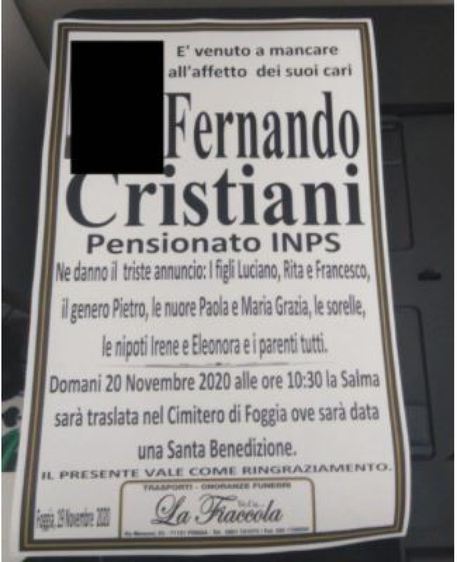 E' venuto a mancare
all'affetto dei suoi cari
Fernando
Cristiani
Pensionato INPS
Ne danno il triste annuncio: I figli Luciano, Rita e Francesco,
il genero Pietro, le nuore Paola e Maria Grazia, le sorelle,
le nipoti Irene e Eleonora e i parenti tutti.
Domani 20 Novembre 2020 alle ore 10:30 la Salma
sarà traslata nel Cimitero di Foggia ove sarà data
una Santa Benedizione.
IL PRESENTE VALE COME RINGRAZIAMENTO.
TRASPORTI - ONORANZE FUNEBRI
La Fiaccola
Foggia, 19 Novembre 2020